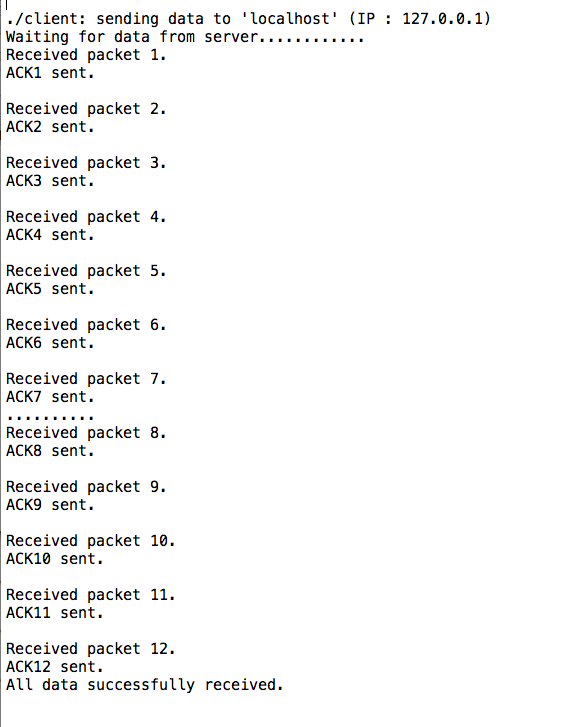 ./client: sending data to 'localhost' (IP : 127.0.0.1)
Waiting for data from server............
Received packet 1.
ACK1 sent.
Received packet 2.
ACK2 sent.
Received packet 3.
ACK3 sent.
Received packet 4.
ACK4 sent.
Received packet 5.
ACK5 sent.
Received packet 6.
ACK6 sent.
Received packet 7.
ACK7 sent.
..........
Received packet 8.
ACK8 sent.
Received packet 9.
ACK9 sent.
Received packet 10.
ACK10 sent.
Received packet 11.
ACK11 sent.
Received packet 12.
ACK12 sent.
All data successfully received.